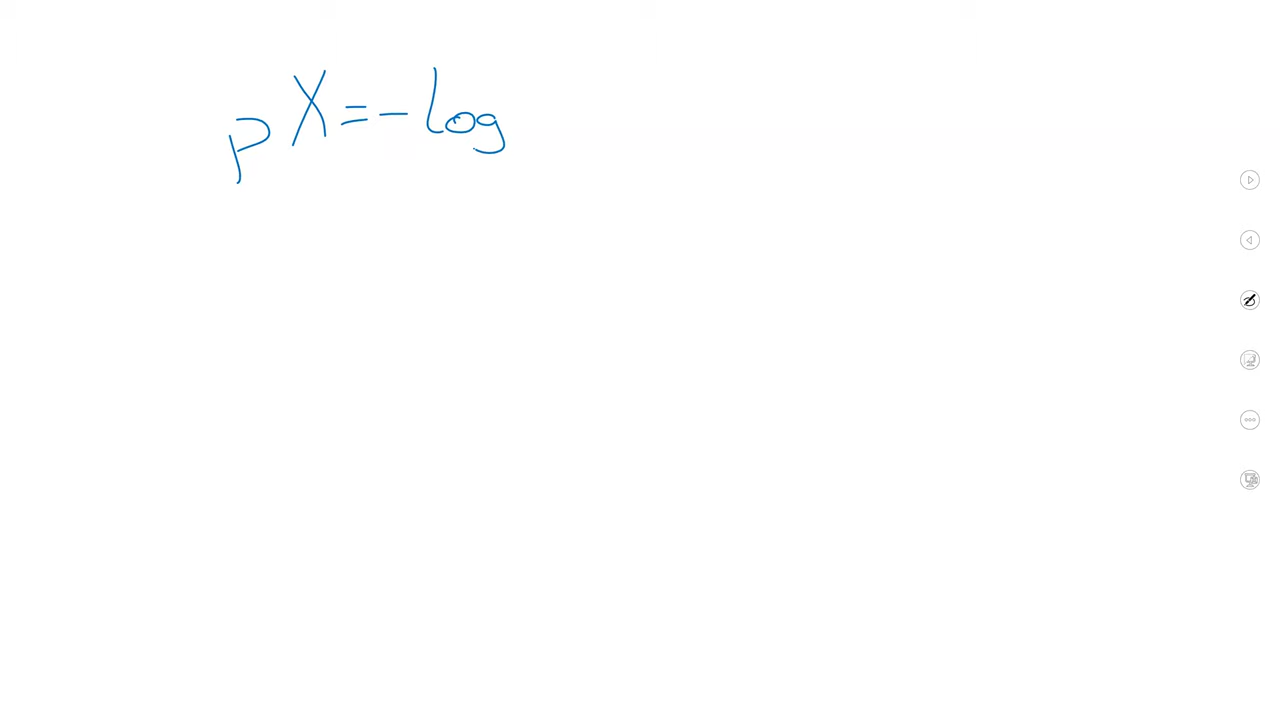 pX = - log